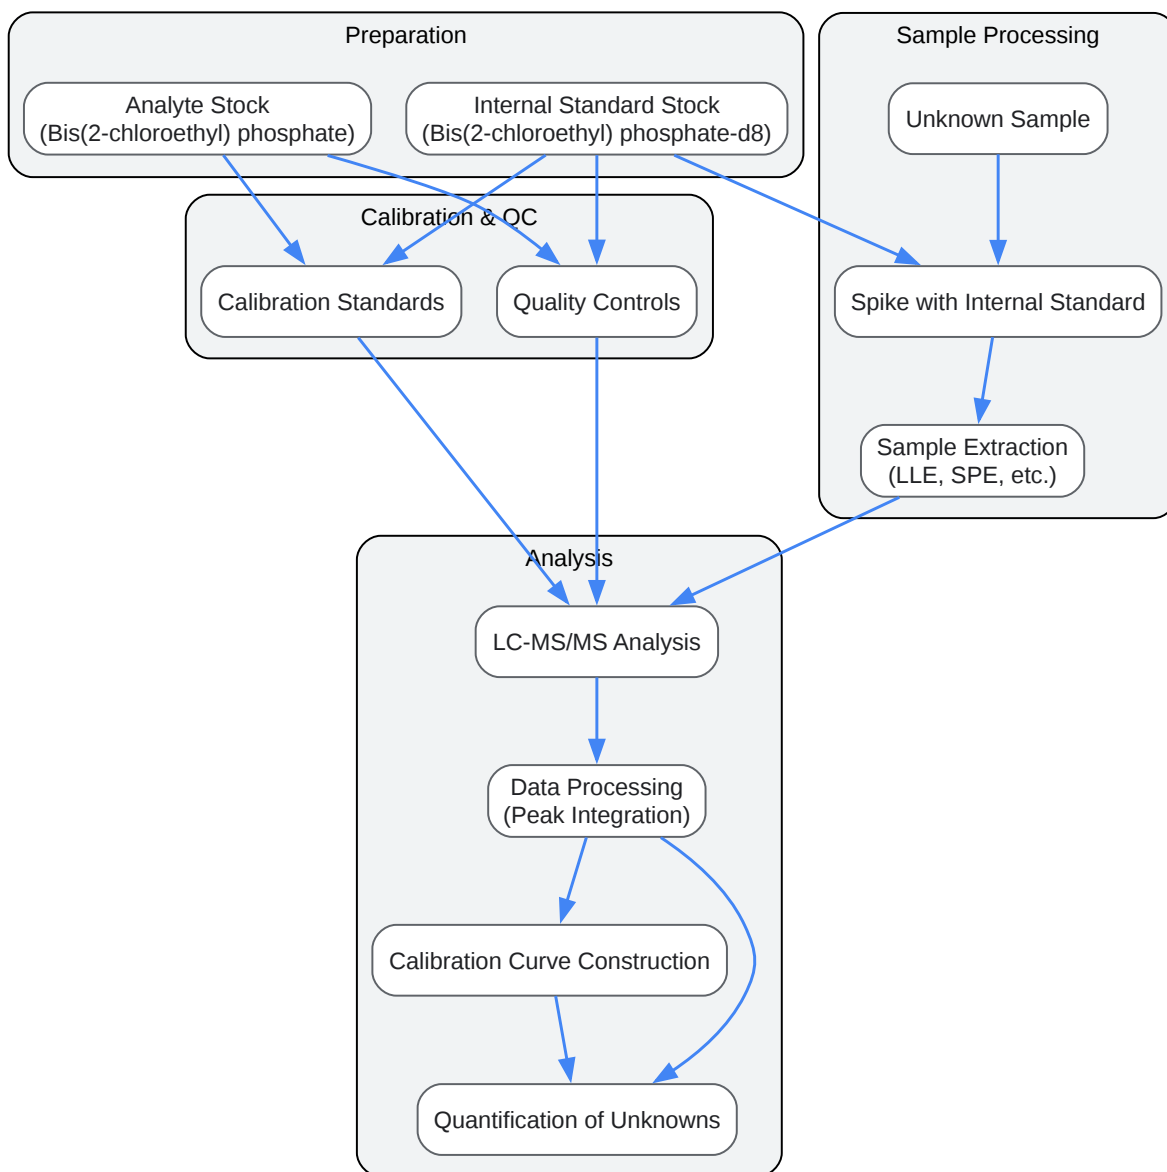 Preparation
Analyte Stock
(Bis(2-chloroethyl) phosphate)
Internal Standard Stock
(Bis(2-chloroethyl) phosphate-d8)
Sample Processing
Unknown Sample
Calibration & QC
Calibration Standards
Quality Controls
Spike with Internal Standard
Sample Extraction
(LLE, SPE, etc.)
Analysis
LC-MS/MS Analysis
Data Processing
(Peak Integration)
Calibration Curve Construction
Quantification of Unknowns